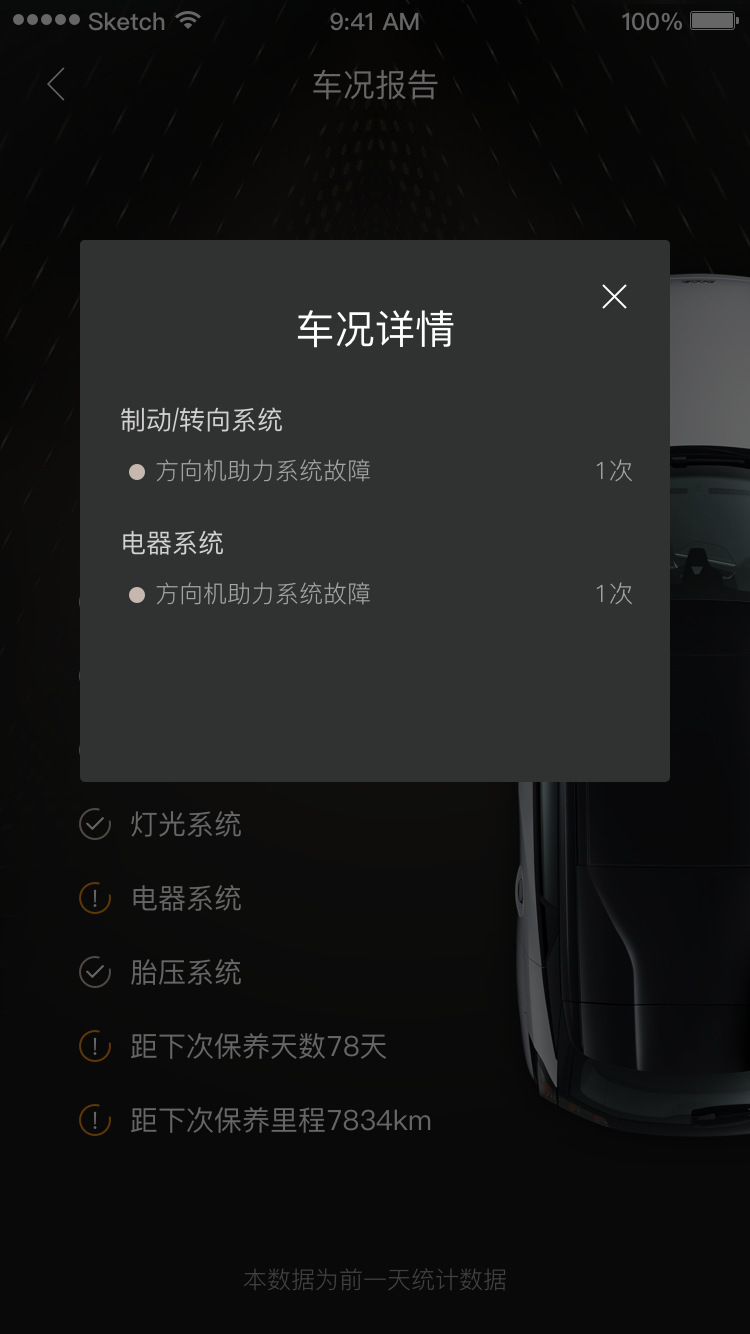 Sketch 9:41 AM 100%
车况报告
车况详情
制动/转向系统
方向机助力系统故障 1次
电器系统
方向机助力系统故障 1次
灯光系统
电器系统
胎压系统
距下次保养天数78天
距下次保养里程7834km
本数据为前一天统计数据